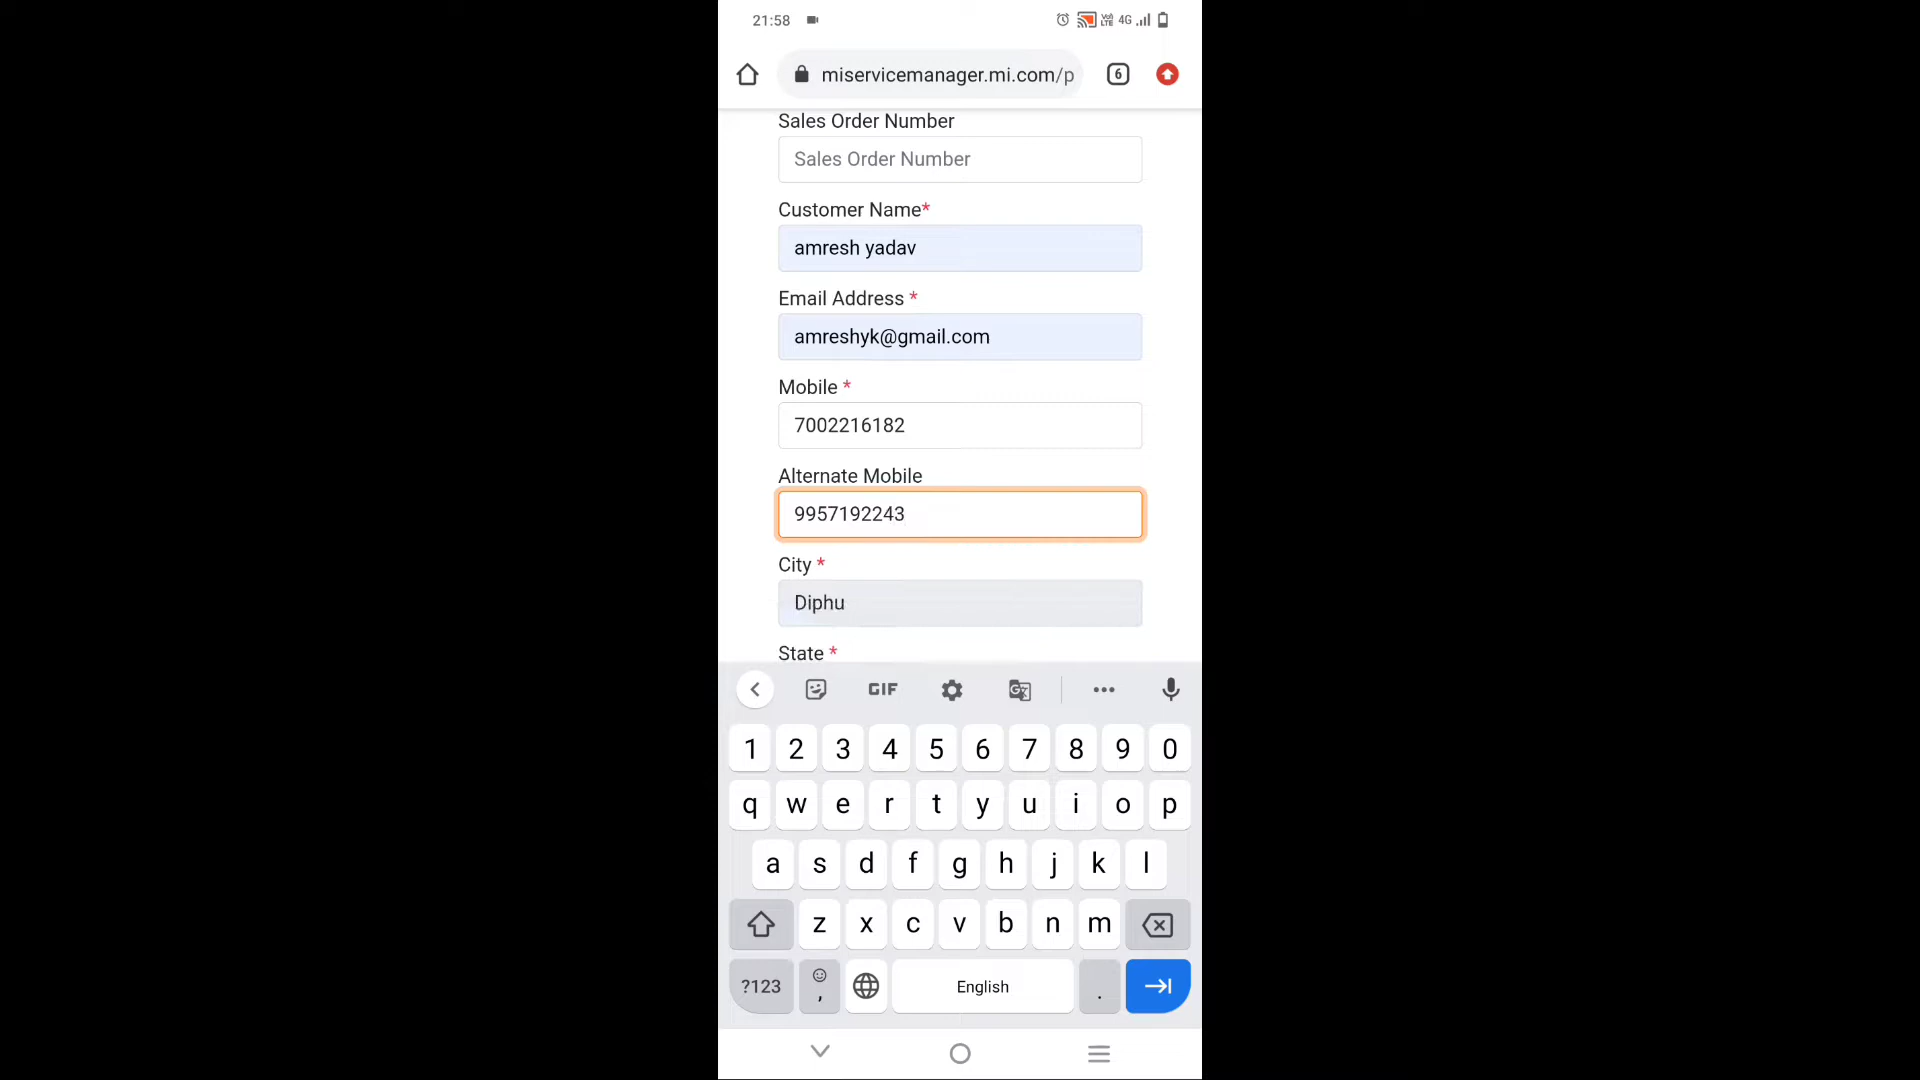 21:58
VoLTE 4G
miservicemanager.mi.com/p
6
Sales Order Number
Sales Order Number
Customer Name*
amresh yadav
Email Address *
amreshyk@gmail.com
Mobile *
7002216182
Alternate Mobile
9957192243
City *
Diphu
State *
GIF
1 2 3 4 5 6 7 8 9 0
q w e r t y u i o p
a s d f g h j k l
z x c v b n m
?123 , English .